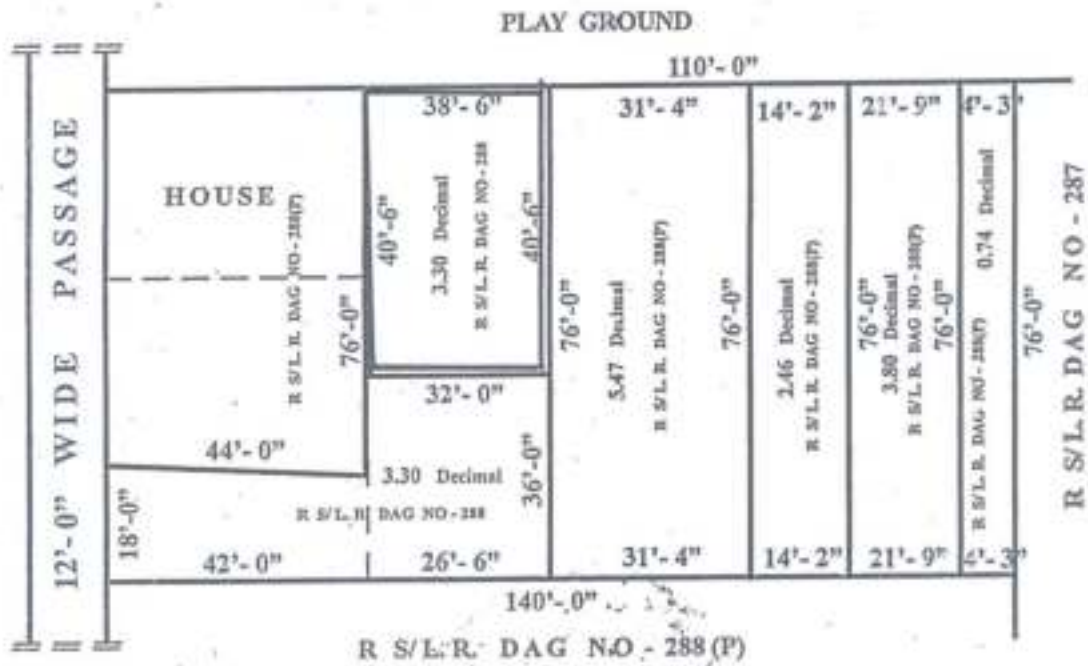 PLAY GROUND
110'-0"
38'-6"
31'-4"
14'-2"
21'-9"
4'-3"
12'-0" WIDE PASSAGE
HOUSE
R S/L.R. DAG NO-288(P)
76'-0"
40'-6"
3.30 Decimal
R S/L.R. DAG NO-288
40'-6"
76'-0"
5.47 Decimal
R S/L.R. DAG NO-288(P)
76'-0"
2.46 Decimal
R S/L.R. DAG NO-288(P)
76'-0"
3.80 Decimal
R S/L.R. DAG NO-288(P)
76'-0"
0.74 Decimal
R S/L.R. DAG NO-288(P)
76'-0"
R S/L.R. DAG NO - 287
32'-0"
44'-0"
3.30 Decimal
R S/L.R. DAG NO-288
36'-0"
18'-0"
42'-0"
26'-6"
31'-4"
14'-2"
21'-9"
4'-3"
140'-0"
R S/L.R. DAG NO - 288 (P)